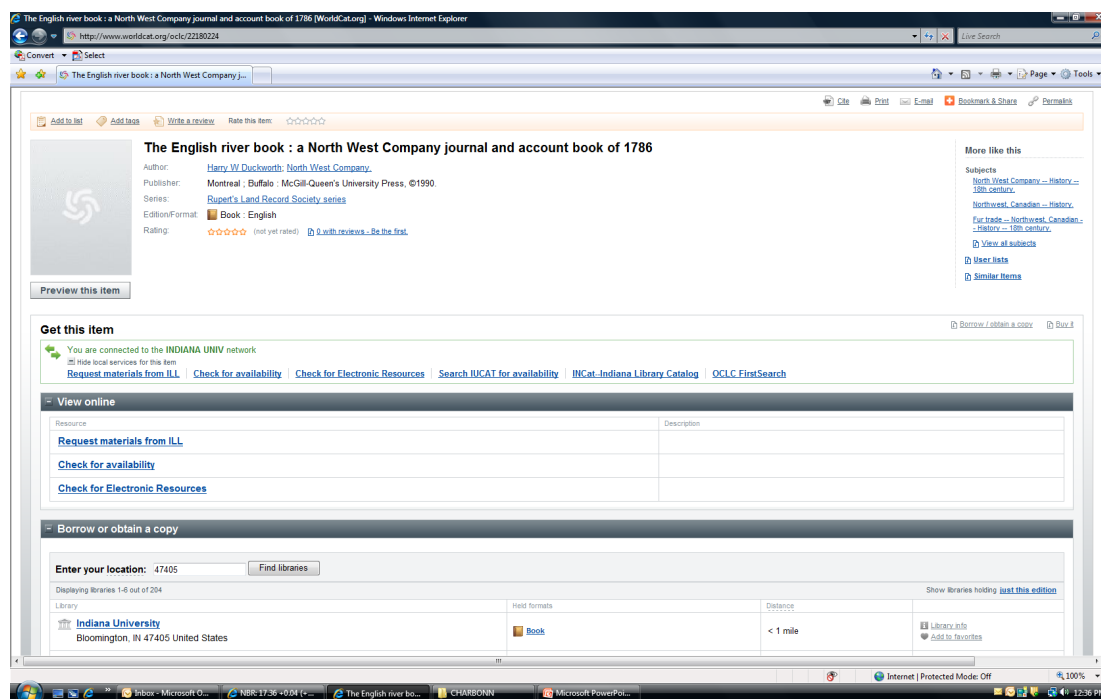 The English river book : a North West Company journal and account book of 1786 [WorldCat.org] - Windows Internet Explorer
http://www.worldcat.org/oclc/22180224
Live Search
Convert Select
The English river book : a North West Company j...
Page Tools
Cite Print E-mail Bookmark & Share Permalink
Add to list Add tags Write a review Rate this item:
The English river book : a North West Company journal and account book of 1786
Author: Harry W Duckworth; North West Company.
Publisher: Montreal ; Buffalo : McGill-Queen's University Press, ©1990.
Series: Rupert's Land Record Society series
Edition/Format: Book : English
Rating: (not yet rated) 0 with reviews - Be the first.
Preview this item
More like this
Subjects
North West Company -- History --
18th century.
Northwest, Canadian -- History.
Fur trade -- Northwest, Canadian -
- History -- 18th century.
View all subjects
User lists
Similar Items
Get this item
Borrow / obtain a copy Buy it
You are connected to the INDIANA UNIV network
Hide local services for this item
Request materials from ILL Check for availability Check for Electronic Resources Search IUCAT for availability INCat--Indiana Library Catalog OCLC FirstSearch
View online
Resource Description
Request materials from ILL
Check for availability
Check for Electronic Resources
Borrow or obtain a copy
Enter your location: 47405 Find libraries
Displaying libraries 1-6 out of 204 Show libraries holding just this edition
Library Held formats Distance
Indiana University
Bloomington, IN 47405 United States
Book
< 1 mile
Library info
Add to favorites
Internet | Protected Mode: Off 100%
Inbox - Microsoft O... NBR: 17.36 +0.04 (+... The English river bo... CHARBONN Microsoft PowerPoi... 12:36 PM